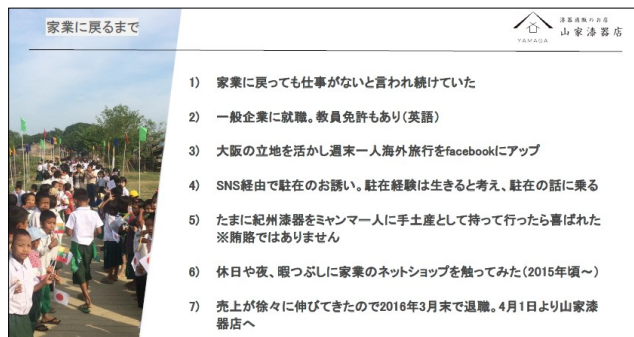 家業に戻るまで
漆器通販のお店
山家漆器店
YAMAGA
1) 家業に戻っても仕事がないと言われ続けていた
2) 一般企業に就職。教員免許もあり(英語)
3) 大阪の立地を活かし週末一人海外旅行をfacebookにアップ
4) SNS経由で駐在のお誘い。駐在経験は生きると考え、駐在の話に乗る
5) たまに紀州漆器をミャンマー人に手土産として持って行ったら喜ばれた
※賄賂ではありません
6) 休日や夜、暇つぶしに家業のネットショップを触ってみた(2015年頃～)
7) 売上が徐々に伸びてきたので2016年3月末で退職。4月1日より山家漆
器店へ